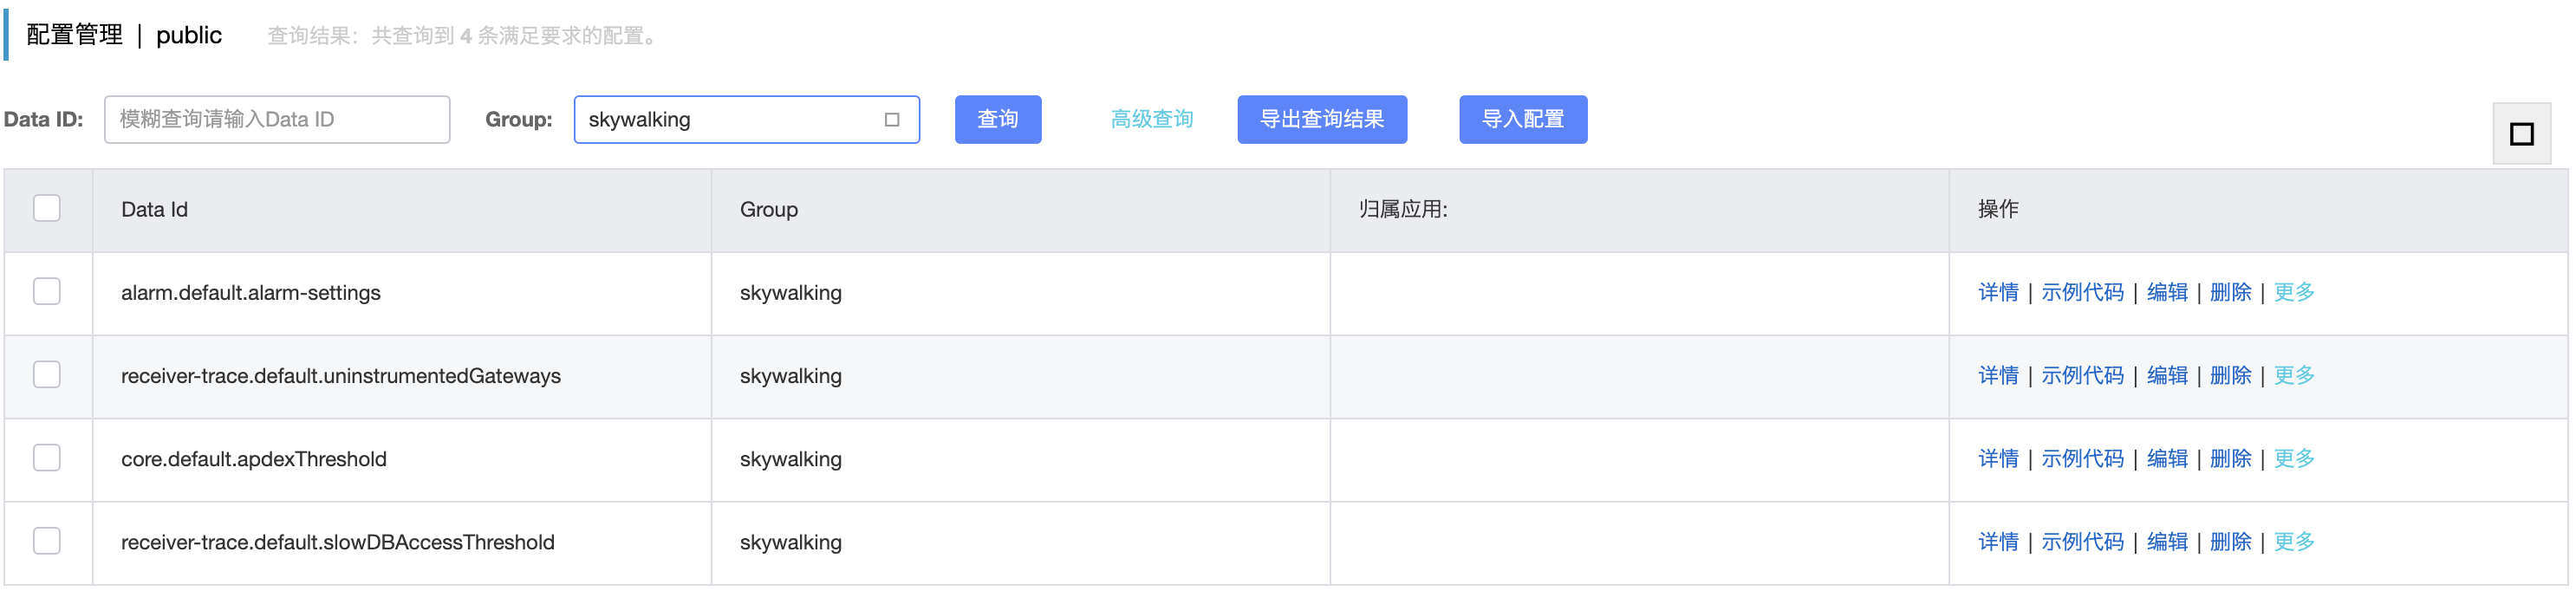 配置管理 | public 查询结果：共查询到 4 条满足要求的配置。
Data ID: 模糊查询请输入Data ID Group: skywalking 查询 高级查询 导出查询结果 导入配置
Data Id Group 归属应用: 操作
alarm.default.alarm-settings skywalking 详情 | 示例代码 | 编辑 | 删除 | 更多
receiver-trace.default.uninstrumentedGateways skywalking 详情 | 示例代码 | 编辑 | 删除 | 更多
core.default.apdexThreshold skywalking 详情 | 示例代码 | 编辑 | 删除 | 更多
receiver-trace.default.slowDBAccessThreshold skywalking 详情 | 示例代码 | 编辑 | 删除 | 更多